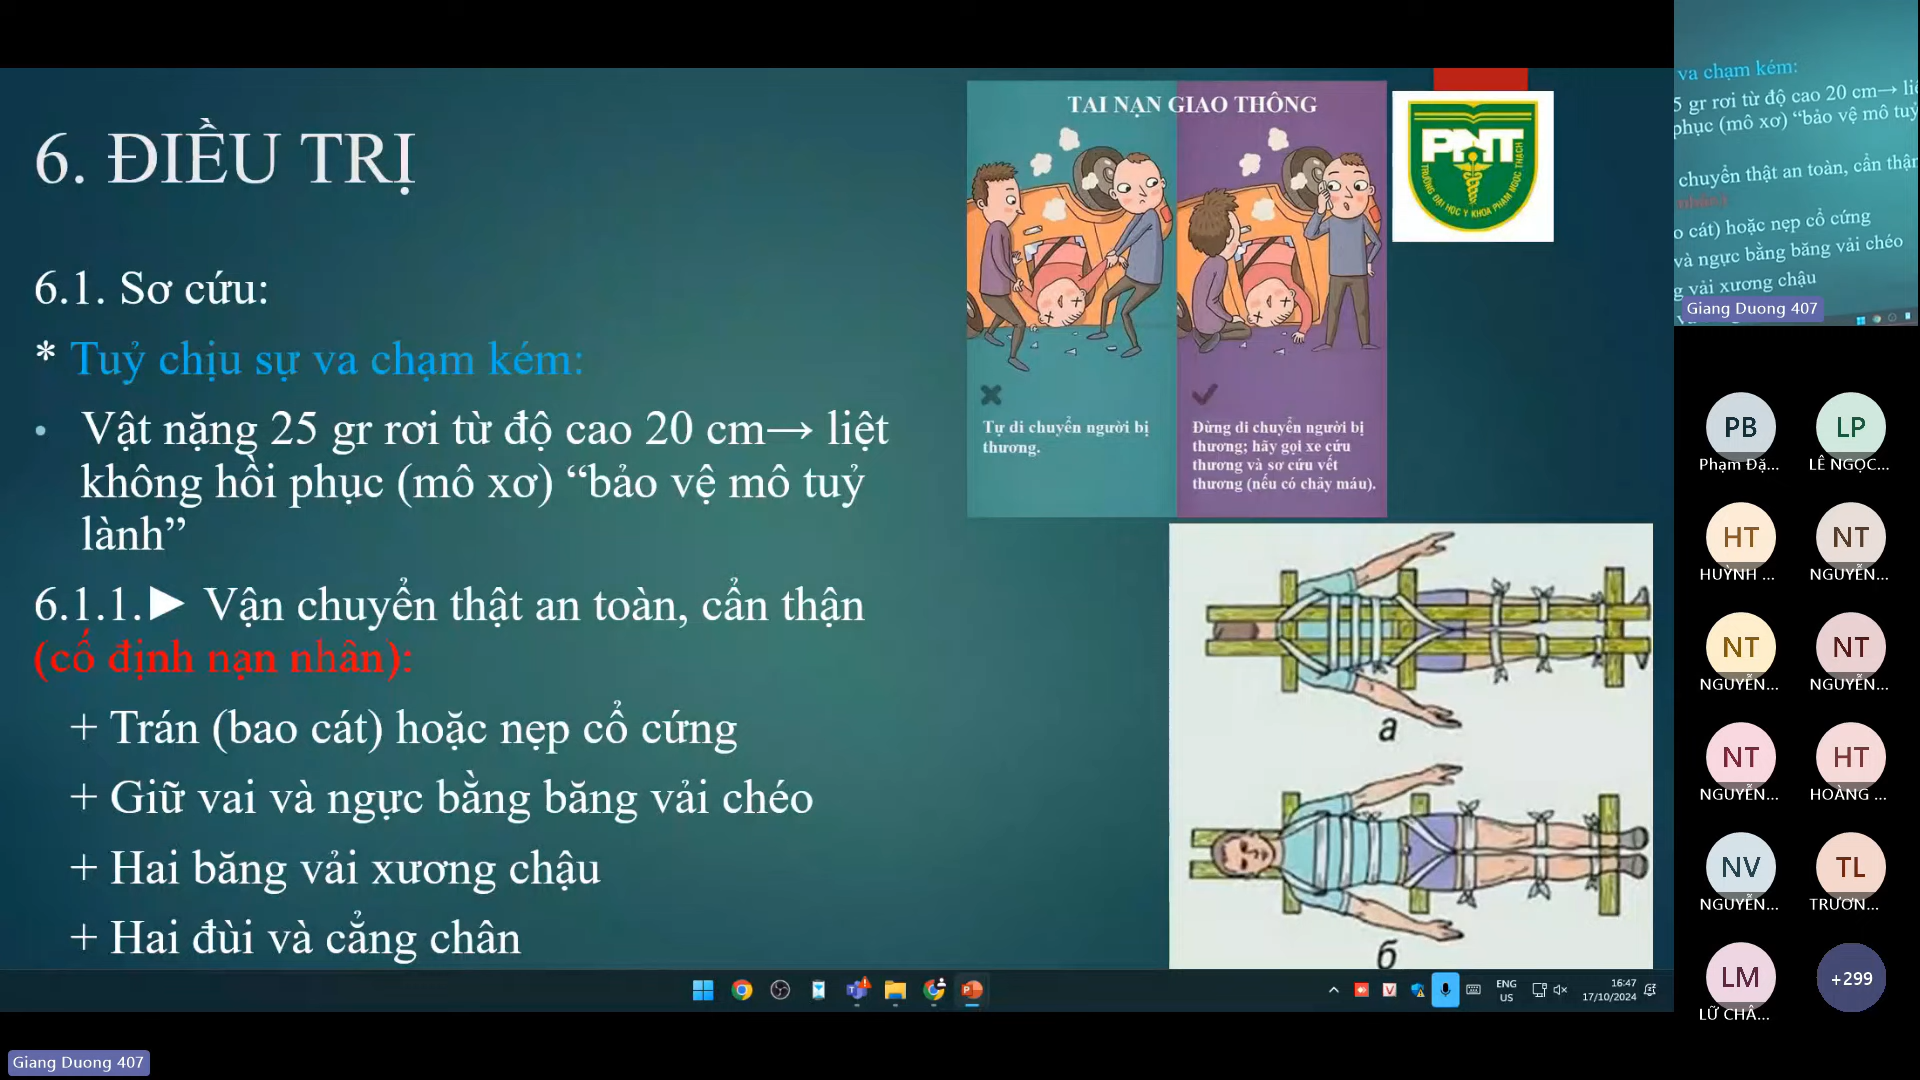 6. ĐIỀU TRỊ
6.1. Sơ cứu:
* Tuỷ chịu sự va chạm kém:
• Vật nặng 25 gr rơi từ độ cao 20 cm→ liệt
không hồi phục (mô xơ) “bảo vệ mô tuỷ
lành”
6.1.1.► Vận chuyển thật an toàn, cẩn thận
(cố định nạn nhân):
+ Trán (bao cát) hoặc nẹp cổ cứng
+ Giữ vai và ngực bằng băng vải chéo
+ Hai băng vải xương chậu
+ Hai đùi và cẳng chân
TAI NẠN GIAO THÔNG
Tự di chuyển người bị
thương.
Đừng di chuyển người bị
thương; hãy gọi xe cứu
thương và sơ cứu vết
thương (nếu có chảy máu).
PNT
TRƯỜNG ĐẠI HỌC Y KHOA PHẠM NGỌC THẠCH
а
б
ENG
US
16:47
17/10/2024
Giang Duong 407
va chạm kém:
5 gr rơi từ độ cao 20 cm→
phục (mô xơ) “bảo vệ mô tuỷ
chuyển thật an toàn, cẩn thận
cát) hoặc nẹp cổ cứng
và ngực bằng băng vải chéo
vải xương chậu
Giang Duong 407
PB
Phạm Đặ...
LP
LÊ NGỌC...
HT
HUỲNH ...
NT
NGUYỄN...
NT
NGUYỄN...
NT
NGUYỄN...
NT
NGUYỄN...
HT
HOÀNG ...
NV
NGUYỄN...
TL
TRƯƠN...
LM
LỮ CHÂ...
+299